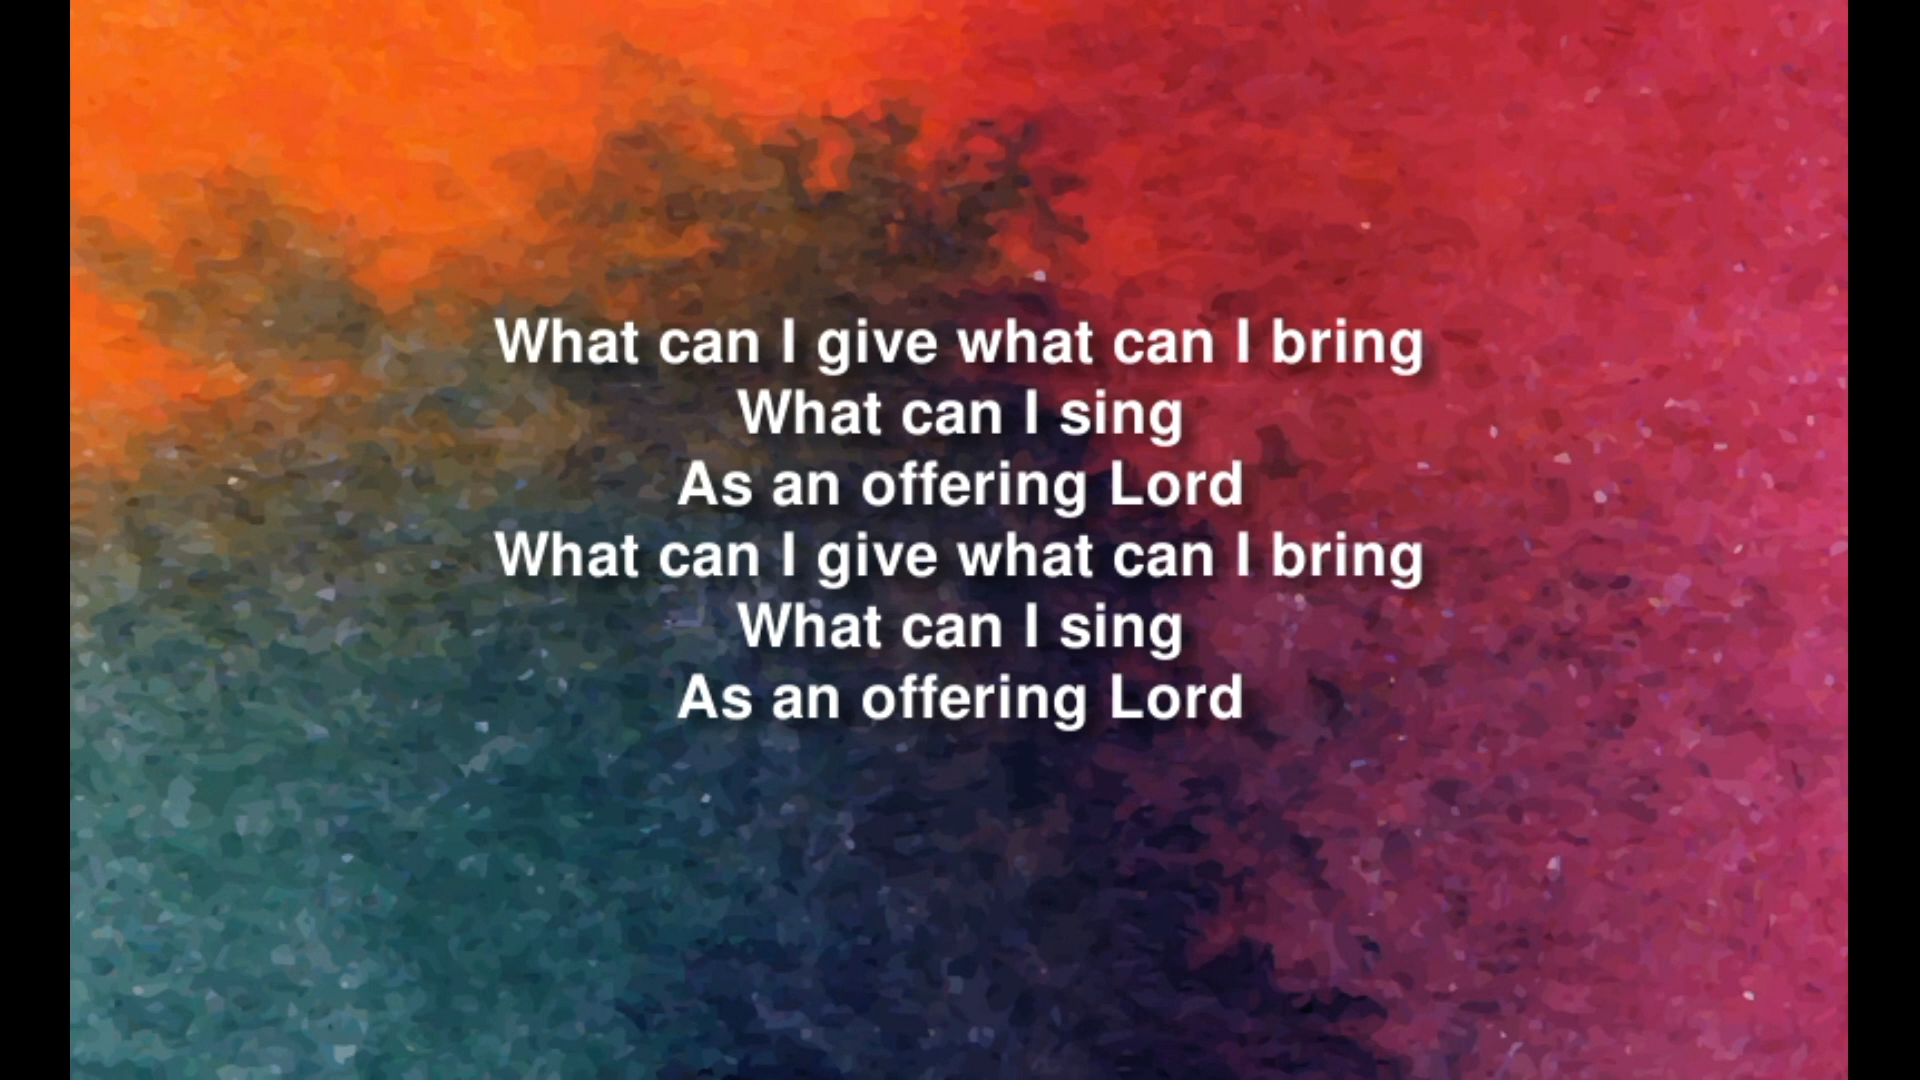 What can I give what can I bring
What can I sing
As an offering Lord
What can I give what can I bring
What can I sing
As an offering Lord